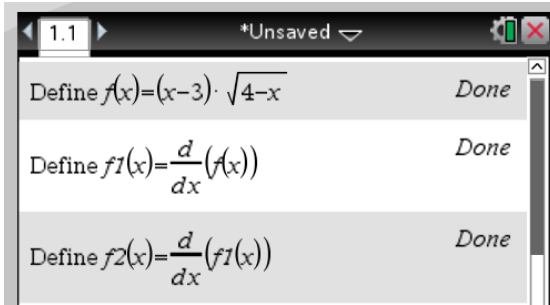 1.1 *Unsaved
Define f(x)=(x−3)·√(4−x) Done
Define f1(x)=d/dx(f(x)) Done
Define f2(x)=d/dx(f1(x)) Done